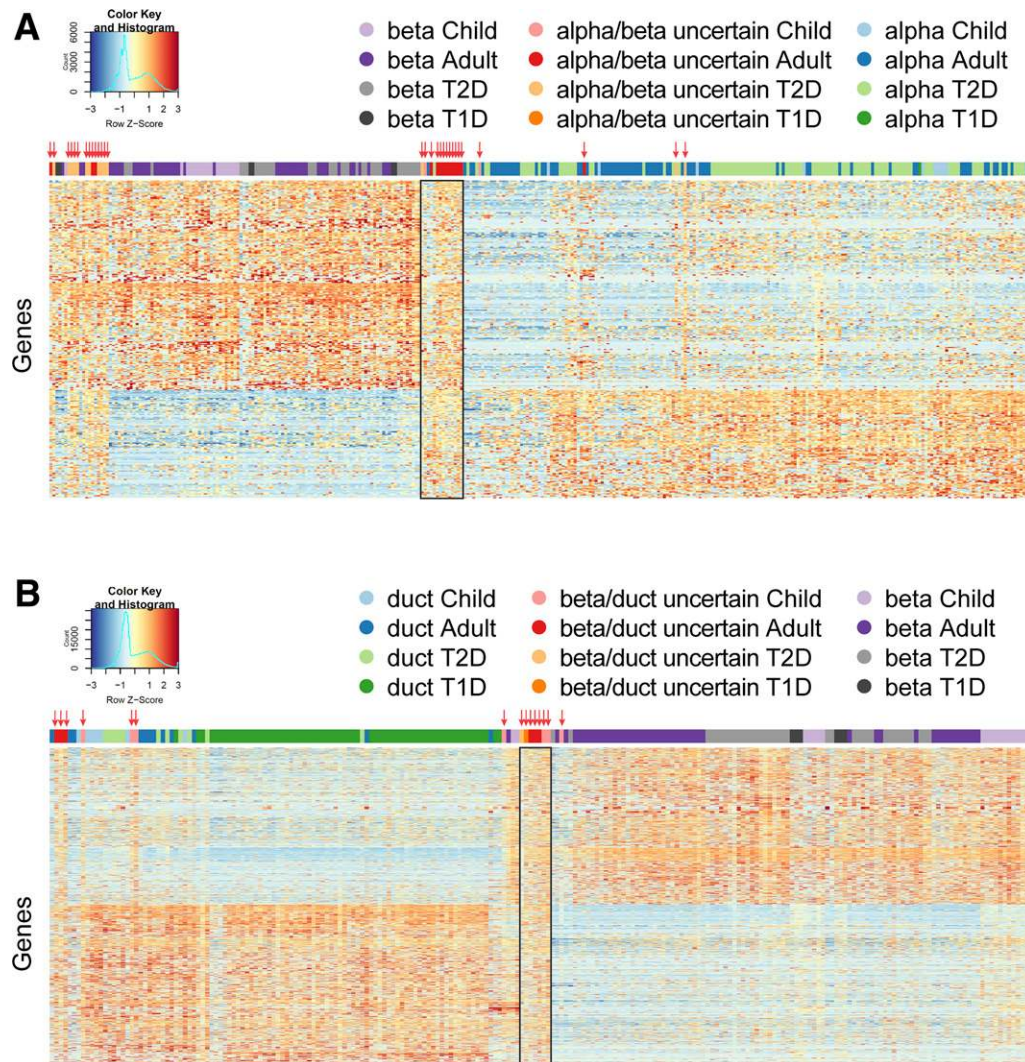 A
Color Key
and Histogram
Count
0 3000 6000
−3 −1 1 2 3
Row Z−Score
beta Child
beta Adult
beta T2D
beta T1D
alpha/beta uncertain Child
alpha/beta uncertain Adult
alpha/beta uncertain T2D
alpha/beta uncertain T1D
alpha Child
alpha Adult
alpha T2D
alpha T1D
Genes
B
Color Key
and Histogram
Count
0 15000
−3 −1 1 2 3
Row Z−Score
duct Child
duct Adult
duct T2D
duct T1D
beta/duct uncertain Child
beta/duct uncertain Adult
beta/duct uncertain T2D
beta/duct uncertain T1D
beta Child
beta Adult
beta T2D
beta T1D
Genes